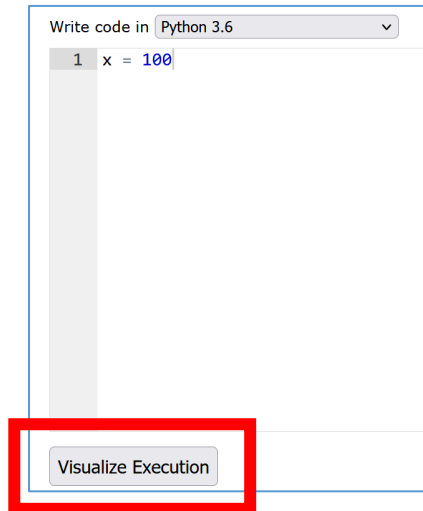 Write code in Python 3.6
1 x = 100
Visualize Execution